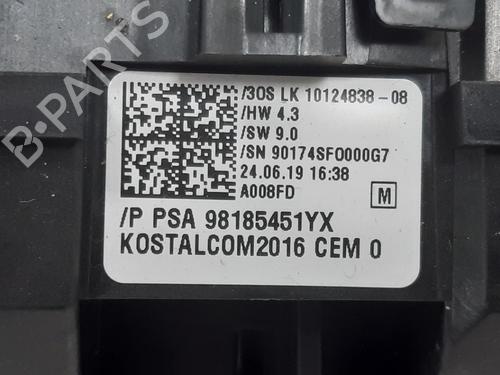 B-PARTS
/3OS LK 10124838-08
/HW 4.3
/SW 9.0
/SN 90174SF0000G7
24.06.19 16:38
A008FD
M
/P PSA 98185451YX
KOSTALCOM2016 CEM 0